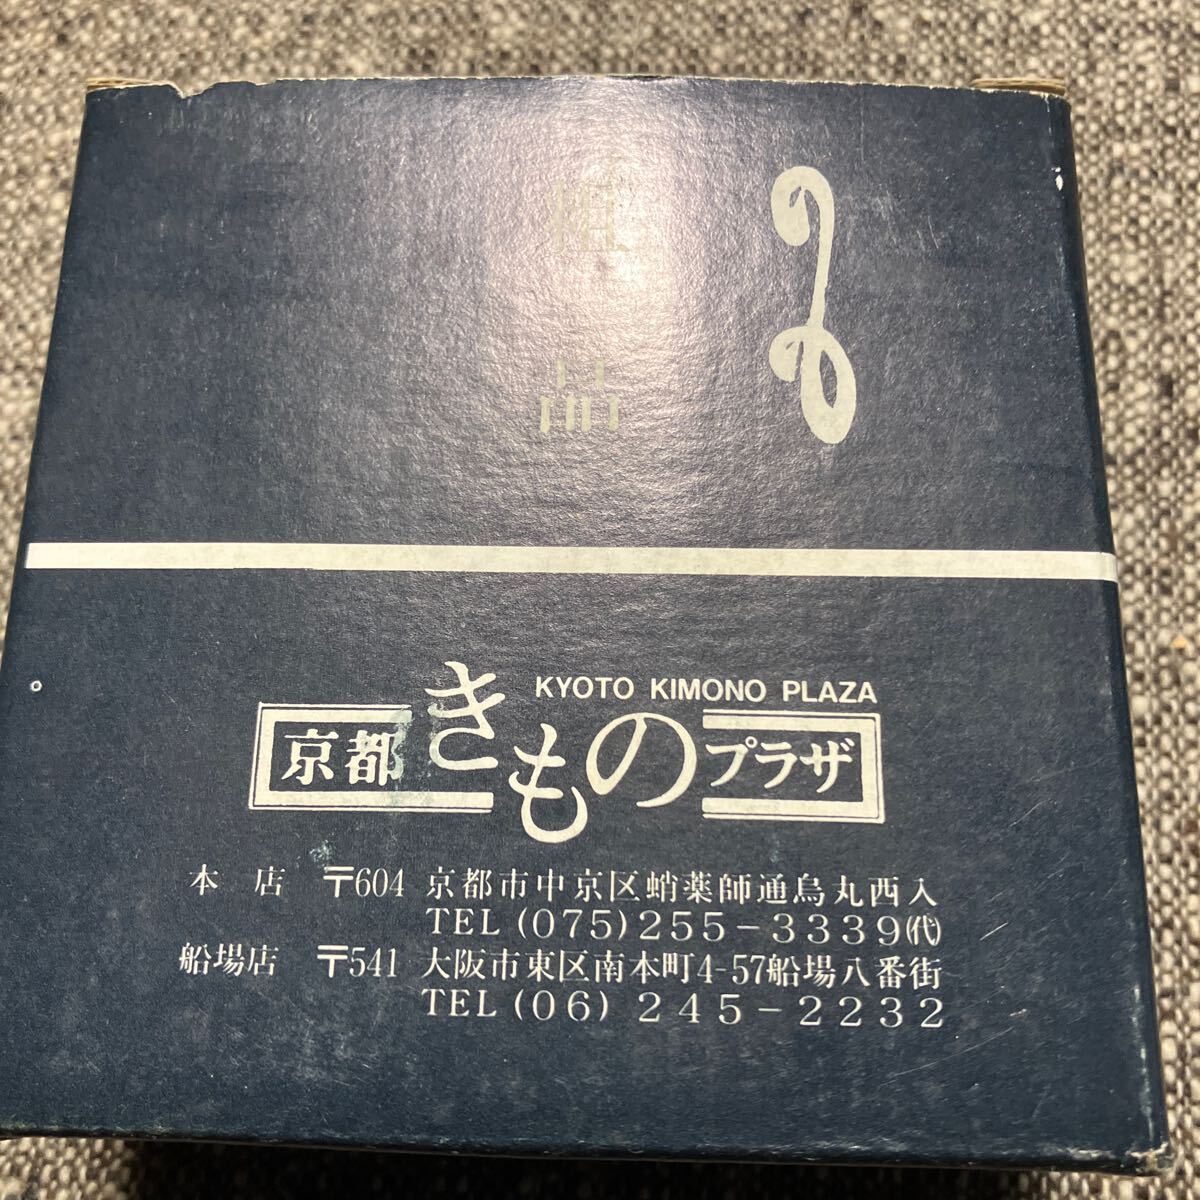 粗品
KYOTO KIMONO PLAZA
京都きものプラザ
本店 〒604 京都市中京区蛸薬師通烏丸西入
TEL (075) 255-3339(代)
船場店 〒541 大阪市東区南本町4-57船場八番街
TEL (06) 245-2232